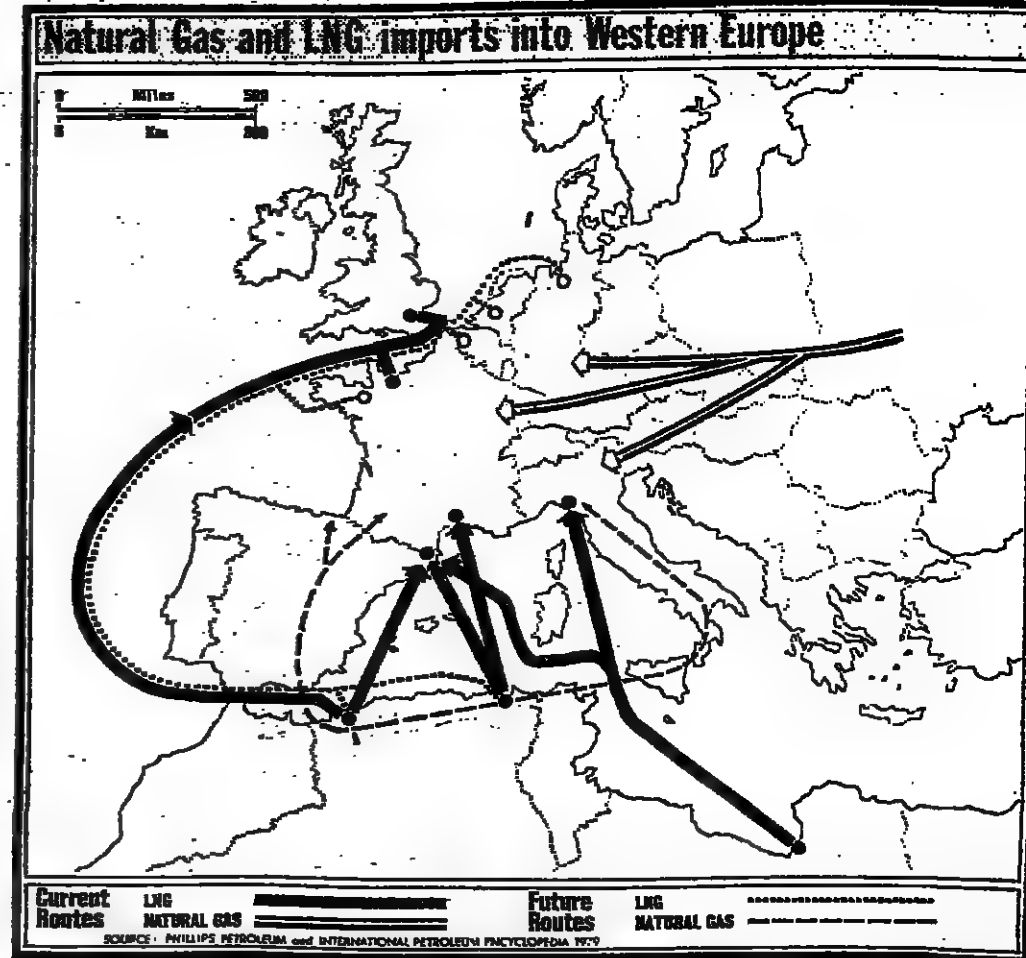 Natural Gas and LNG imports into Western Europe
Miles 500
Km
Current Routes
LNG
NATURAL GAS
Future Routes
LNG
NATURAL GAS
SOURCE: PHILLIPS PETROLEUM and INTERNATIONAL PETROLEUM ENCYCLOPEDIA 1979